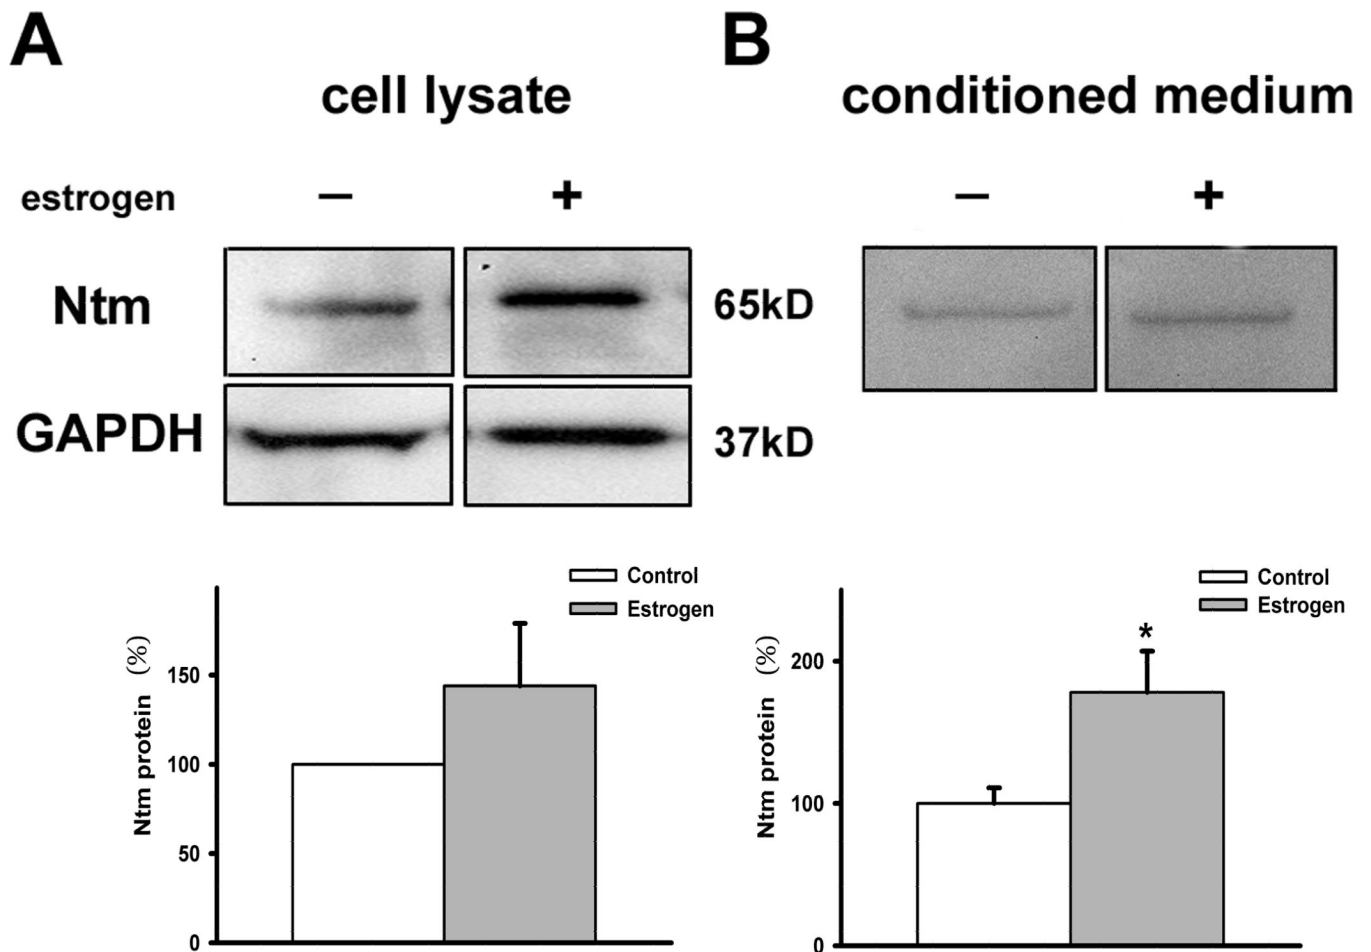 A
B
cell lysate
conditioned medium
estrogen − +
− +
Ntm
65kD
GAPDH
37kD
Control
Estrogen
Ntm protein (%)
150
100
50
0
Control
Estrogen
*
Ntm protein (%)
200
100
0